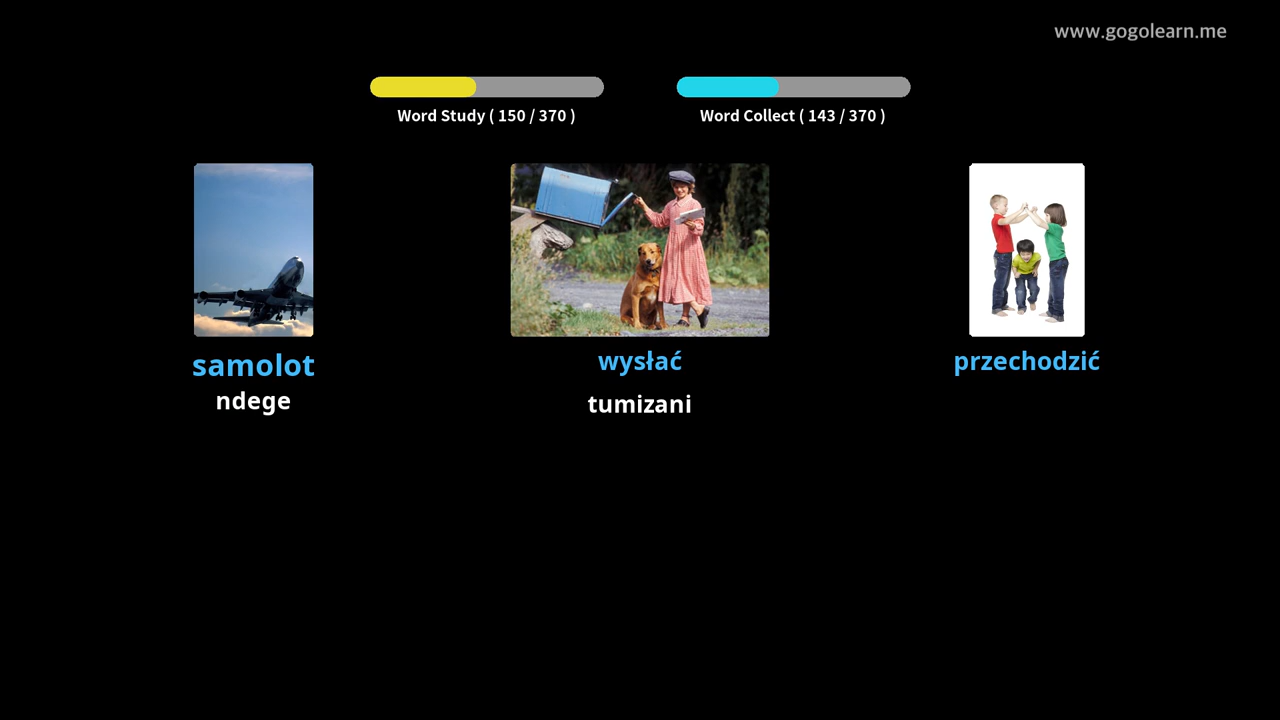 www.gogolearn.me
Word Study ( 150 / 370 )
Word Collect ( 143 / 370 )
samolot
wysłać
przechodzić
ndege
tumizani